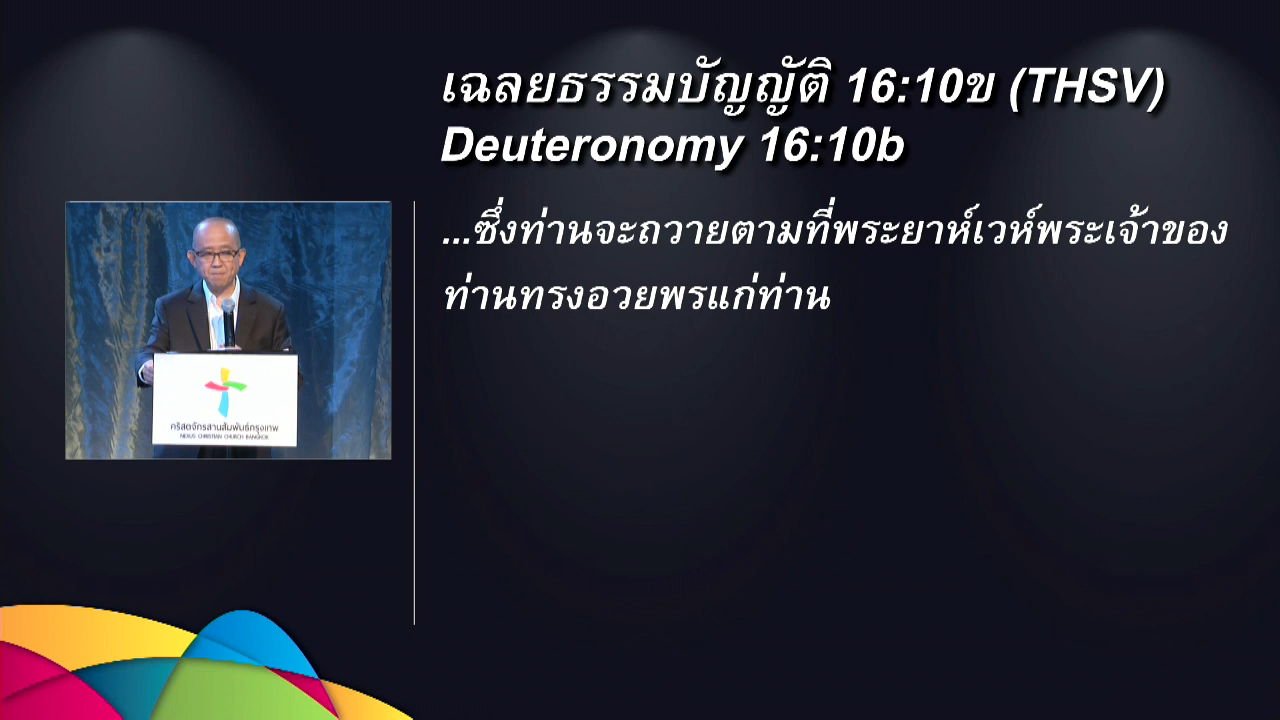 เฉลยธรรมบัญญัติ 16:10ข (THSV)
Deuteronomy 16:10b
...ซึ่งท่านจะถวายตามที่พระยาห์เวห์พระเจ้าของ
ท่านทรงอวยพรแก่ท่าน
คริสตจักรสานสัมพันธ์กรุงเทพ
NEXUS CHRISTIAN CHURCH BANGKOK